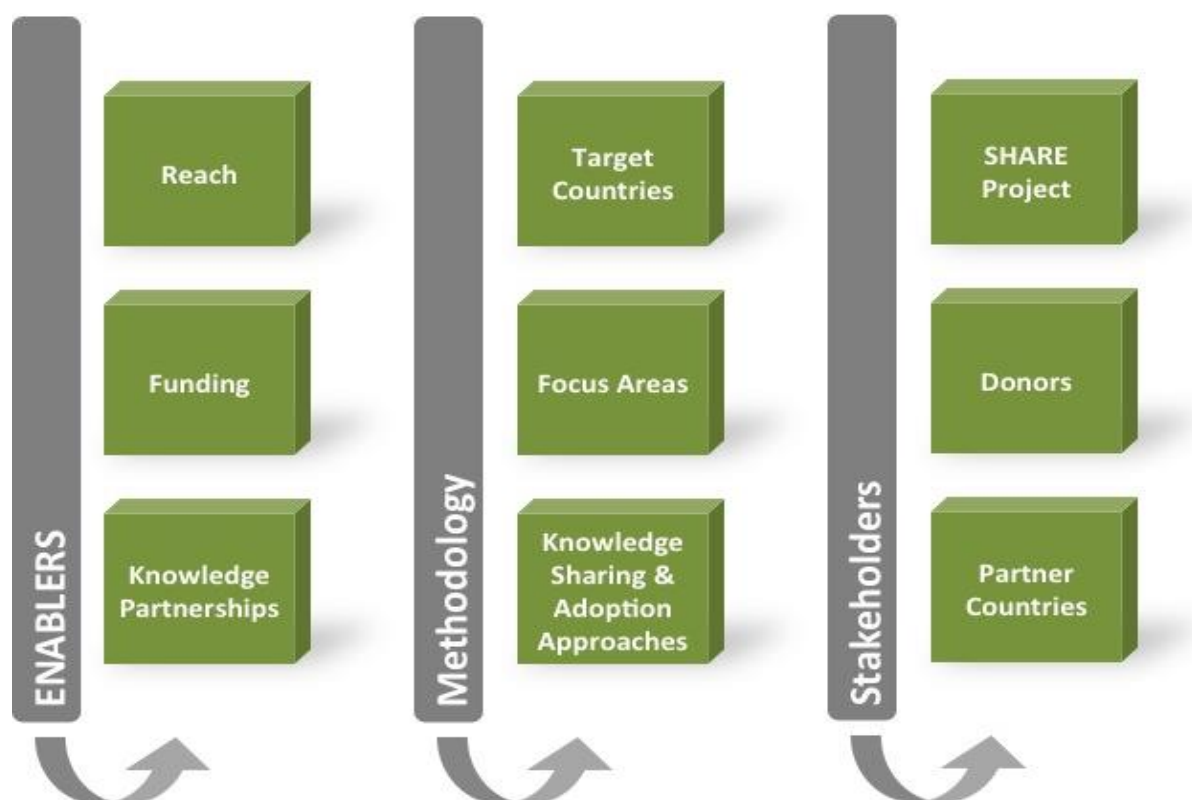 ENABLERS
Reach
Funding
Knowledge
Partnerships
Methodology
Target
Countries
Focus Areas
Knowledge
Sharing &
Adoption
Approaches
Stakeholders
SHARE
Project
Donors
Partner
Countries